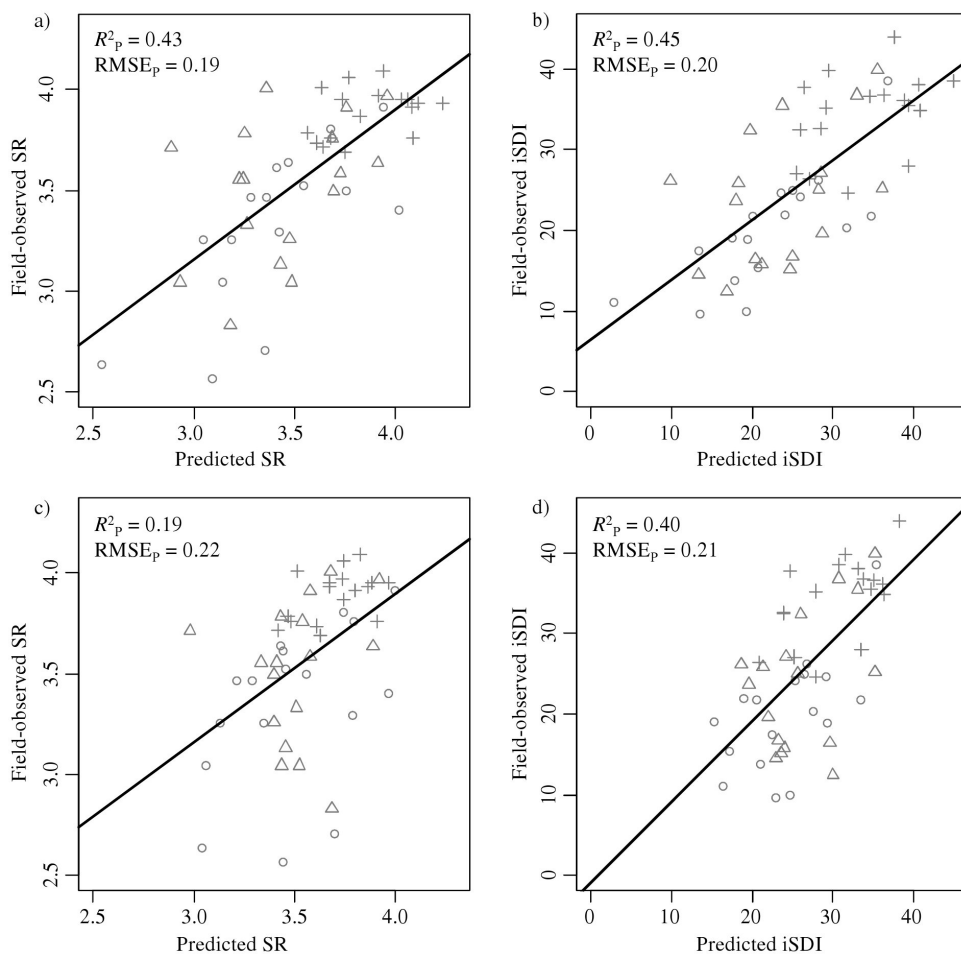 a)
R²P = 0.43
RMSEP = 0.19
4.0
3.5
3.0
2.5
Field-observed SR
2.5 3.0 3.5 4.0
Predicted SR
b)
R²P = 0.45
RMSEP = 0.20
40
30
20
10
0
Field-observed iSDI
0 10 20 30 40
Predicted iSDI
c)
R²P = 0.19
RMSEP = 0.22
4.0
3.5
3.0
2.5
Field-observed SR
2.5 3.0 3.5 4.0
Predicted SR
d)
R²P = 0.40
RMSEP = 0.21
40
30
20
10
0
Field-observed iSDI
0 10 20 30 40
Predicted iSDI